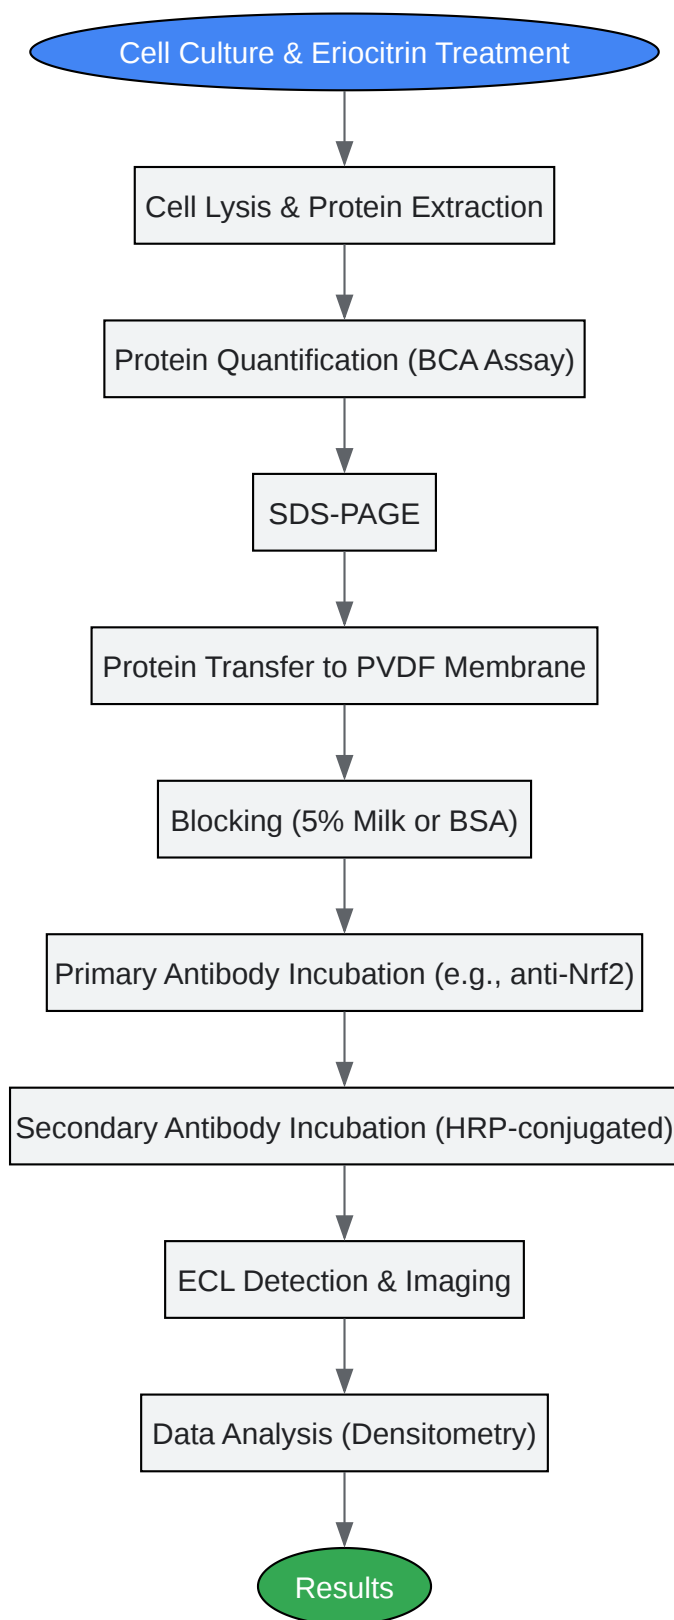 Cell Culture & Eriocitrin Treatment
Cell Lysis & Protein Extraction
Protein Quantification (BCA Assay)
SDS-PAGE
Protein Transfer to PVDF Membrane
Blocking (5% Milk or BSA)
Primary Antibody Incubation (e.g., anti-Nrf2)
Secondary Antibody Incubation (HRP-conjugated)
ECL Detection & Imaging
Data Analysis (Densitometry)
Results